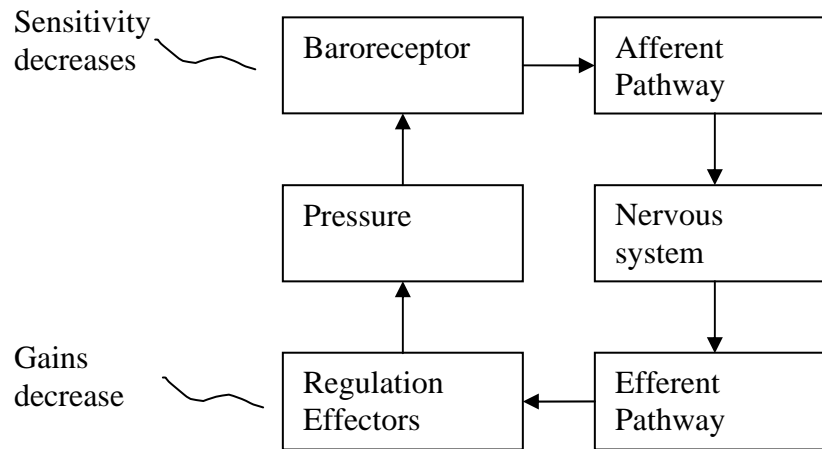 Sensitivity
decreases
Baroreceptor
Afferent
Pathway
Pressure
Nervous
system
Gains
decrease
Regulation
Effectors
Efferent
Pathway